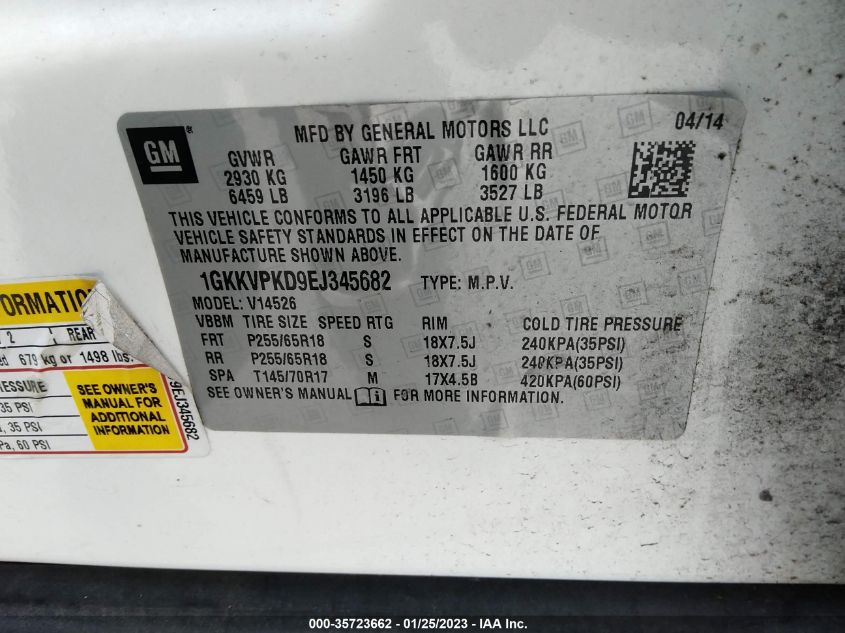 GM
MFD BY GENERAL MOTORS LLC 04/14
GVWR GAWR FRT GAWR RR
2930 KG 1450 KG 1600 KG
6459 LB 3196 LB 3527 LB
THIS VEHICLE CONFORMS TO ALL APPLICABLE U.S. FEDERAL MOTOR
VEHICLE SAFETY STANDARDS IN EFFECT ON THE DATE OF
MANUFACTURE SHOWN ABOVE.
1GKKVPKD9EJ345682 TYPE: M.P.V.
MODEL: V14526
VBBM TIRE SIZE SPEED RTG RIM COLD TIRE PRESSURE
FRT P255/65R18 S 18X7.5J 240KPA(35PSI)
RR P255/65R18 S 18X7.5J 240KPA(35PSI)
SPA T145/70R17 M 17X4.5B 420KPA(60PSI)
SEE OWNER'S MANUAL i FOR MORE INFORMATION.
FORMATION
2 REAR
679 kg or 1498 lbs.
PRESSURE
35 PSI
, 35 PSI
Pa, 60 PSI
SEE OWNER'S
MANUAL FOR
ADDITIONAL
INFORMATION
9EJ345682
000-35723662 / 01/25/2023 - IAA Inc.